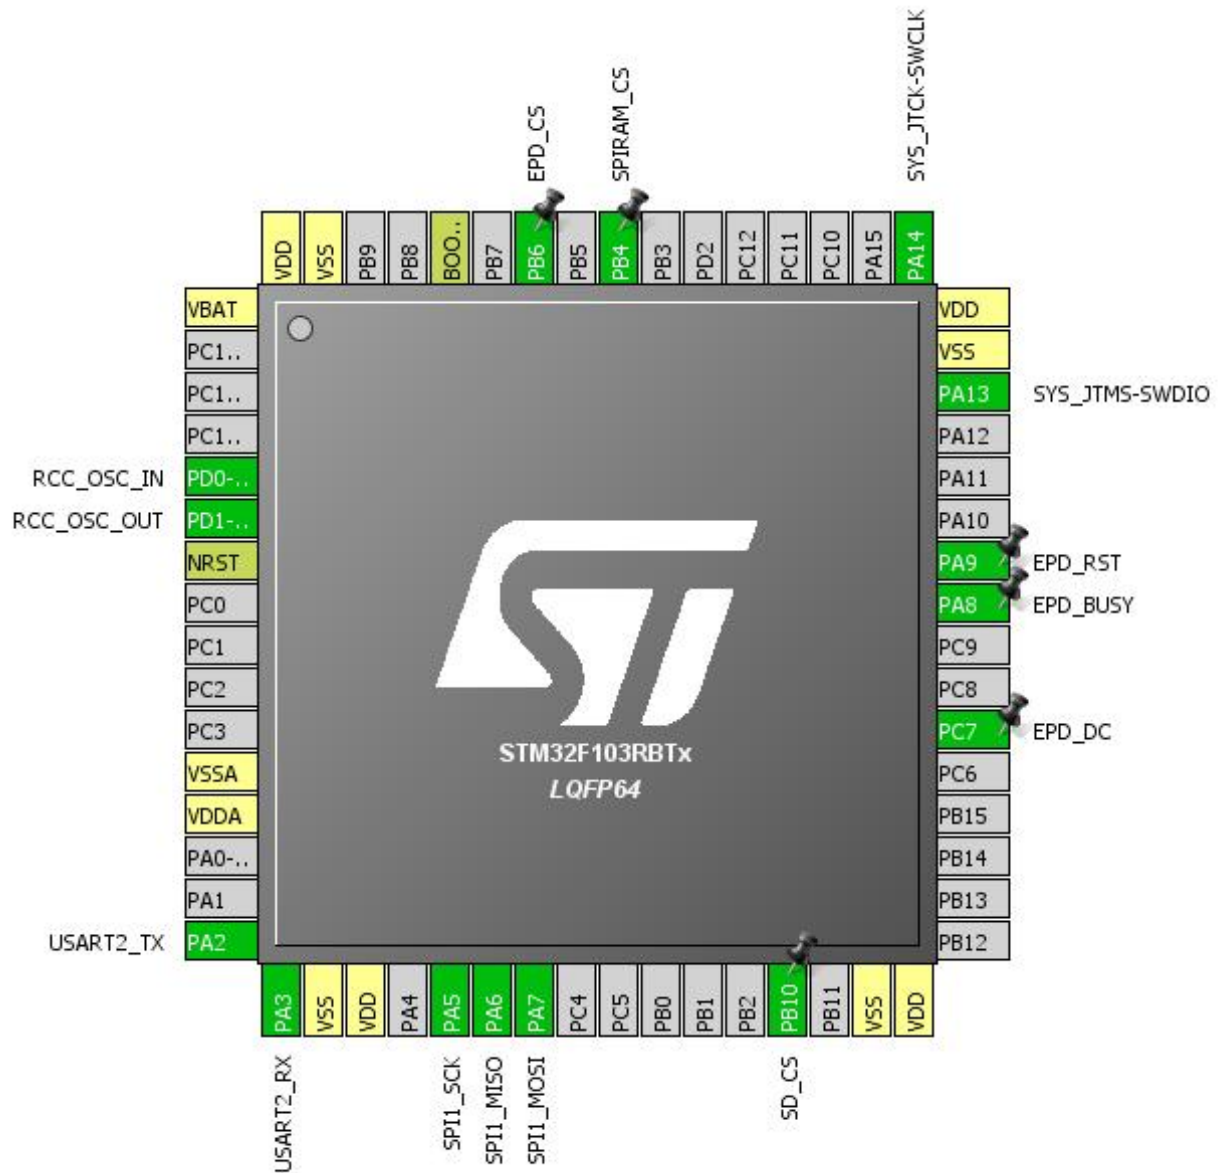 EPD_CS
SPIRAM_CS
SYS_JTCK-SWCLK
VDD
VSS
PB9
PB8
BOO..
PB7
PB6
PB5
PB4
PB3
PD2
PC12
PC11
PC10
PA15
PA14
VBAT
PC1..
PC1..
PC1..
RCC_OSC_IN PD0-..
RCC_OSC_OUT PD1-..
NRST
PC0
PC1
PC2
PC3
VSSA
VDDA
PA0-..
PA1
USART2_TX PA2
ST
STM32F103RBTx
LQFP64
VDD
VSS
PA13 SYS_JTMS-SWDIO
PA12
PA11
PA10
PA9 EPD_RST
PA8 EPD_BUSY
PC9
PC8
PC7 EPD_DC
PC6
PB15
PB14
PB13
PB12
PA3
VSS
VDD
PA4
PA5
PA6
PA7
PC4
PC5
PB0
PB1
PB2
PB10
PB11
VSS
VDD
USART2_RX
SPI1_SCK
SPI1_MISO
SPI1_MOSI
SD_CS